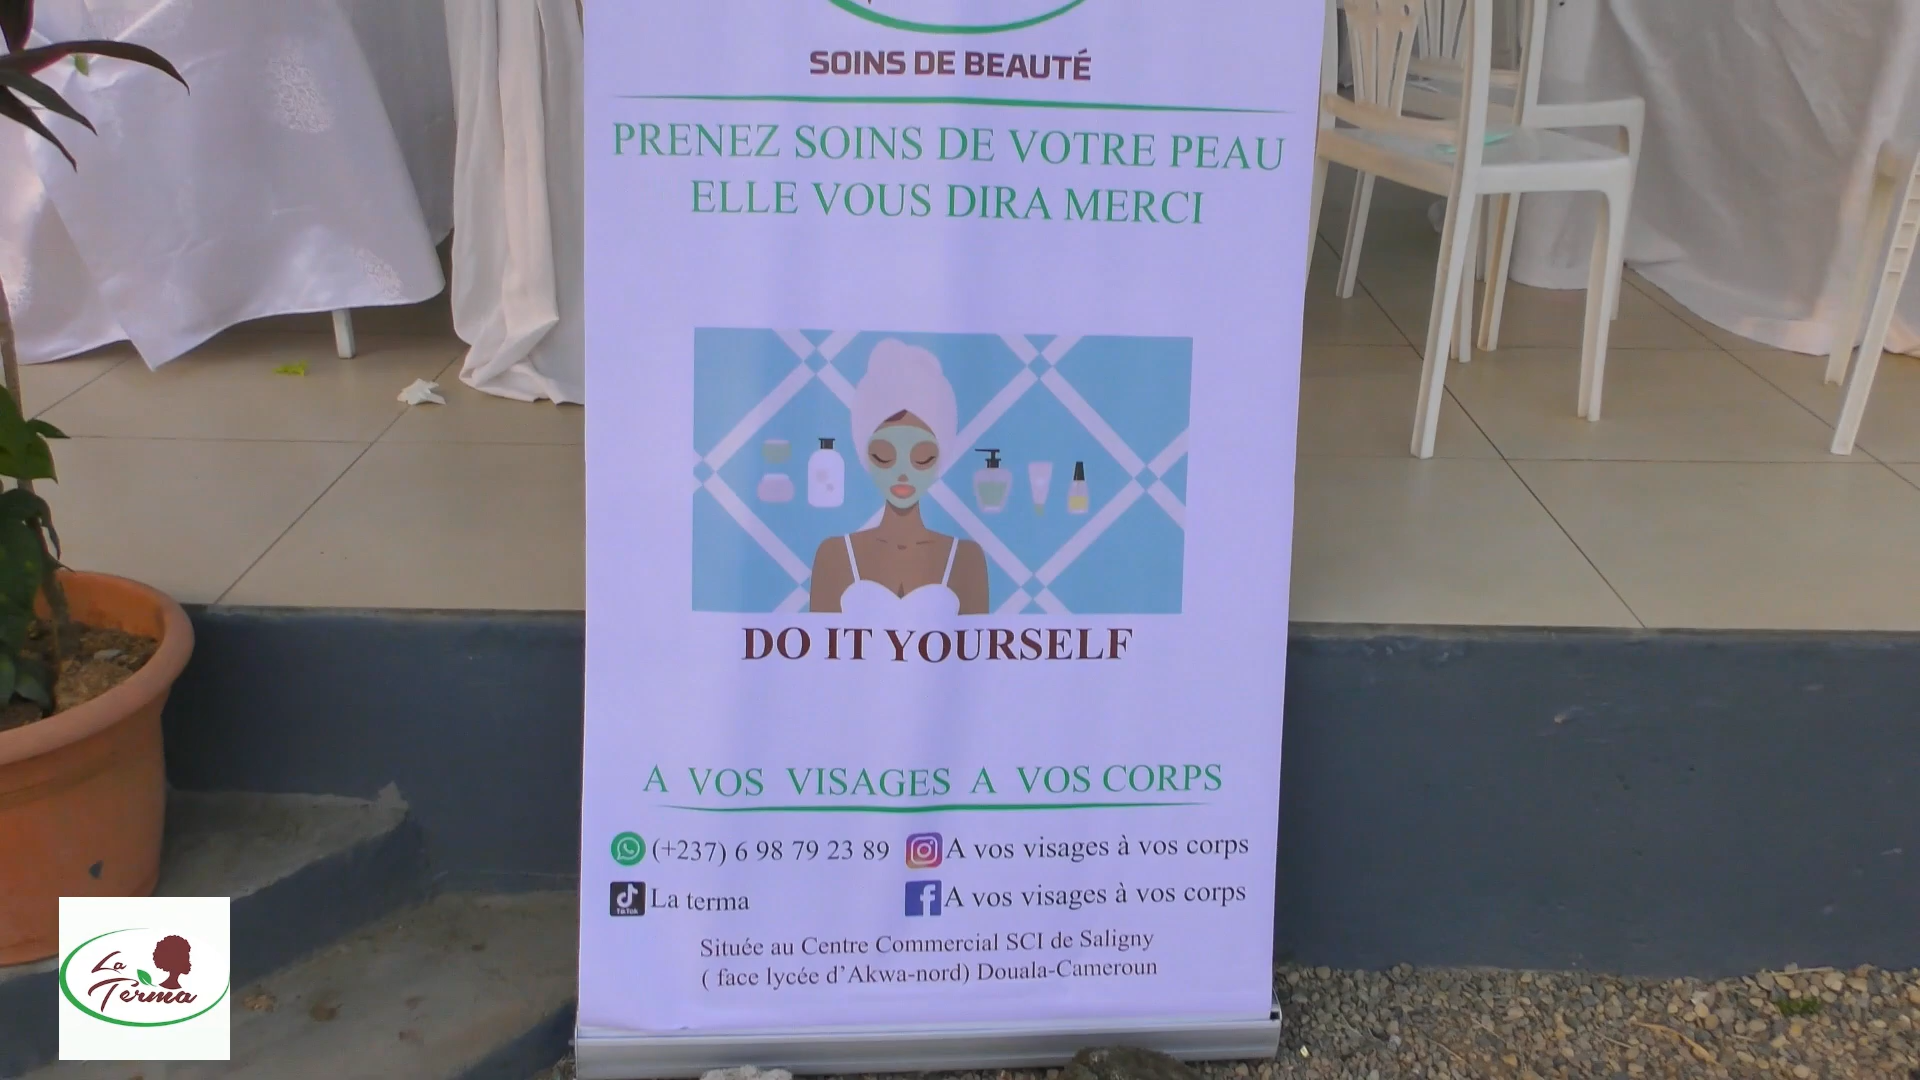 SOINS DE BEAUTÉ
PRENEZ SOINS DE VOTRE PEAU
ELLE VOUS DIRA MERCI
DO IT YOURSELF
A VOS VISAGES A VOS CORPS
(+237) 6 98 79 23 89
A vos visages à vos corps
TikTok
La terma
A vos visages à vos corps
Située au Centre Commercial SCI de Saligny
( face lycée d'Akwa-nord) Douala-Cameroun
La
Terma